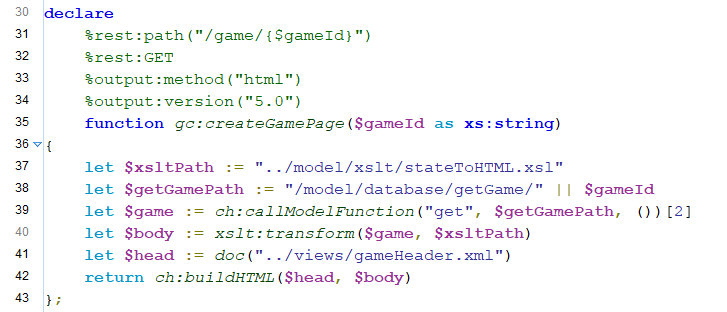 30 declare
31     %rest:path("/game/{$gameId}")
32     %rest:GET
33     %output:method("html")
34     %output:version("5.0")
35     function gc:createGamePage($gameId as xs:string)
36 {
37     let $xsltPath := "../model/xslt/stateToHTML.xsl"
38     let $getGamePath := "/model/database/getGame/" || $gameId
39     let $game := ch:callModelFunction("get", $getGamePath, ())[2]
40     let $body := xslt:transform($game, $xsltPath)
41     let $head := doc("../views/gameHeader.xml")
42     return ch:buildHTML($head, $body)
43 };